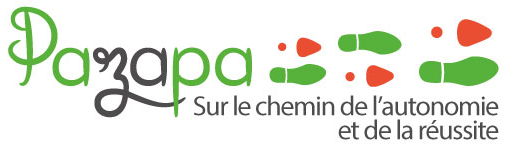 Pazapa
Sur le chemin de l'autonomie
et de la réussite